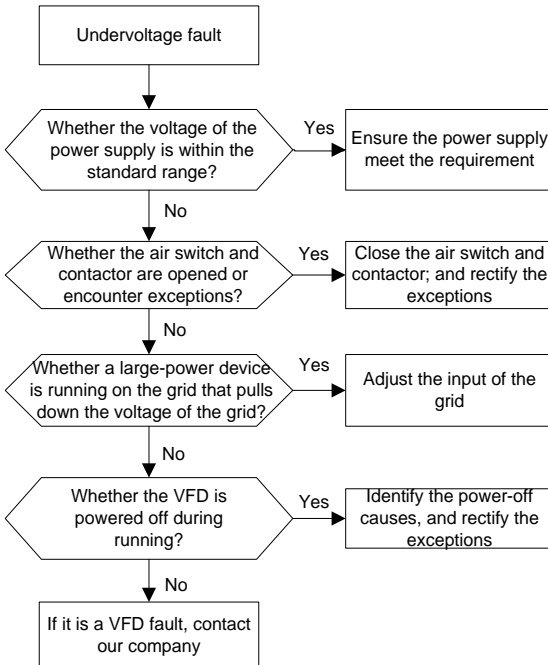 Undervoltage fault
Whether the voltage of the
power supply is within the
standard range?
Yes
Ensure the power supply
meet the requirement
No
Whether the air switch and
contactor are opened or
encounter exceptions?
Yes
Close the air switch and
contactor; and rectify the
exceptions
No
Whether a large-power device
is running on the grid that pulls
down the voltage of the grid?
Yes
Adjust the input of the
grid
No
Whether the VFD is
powered off during
running?
Yes
Identify the power-off
causes, and rectify the
exceptions
No
If it is a VFD fault, contact
our company